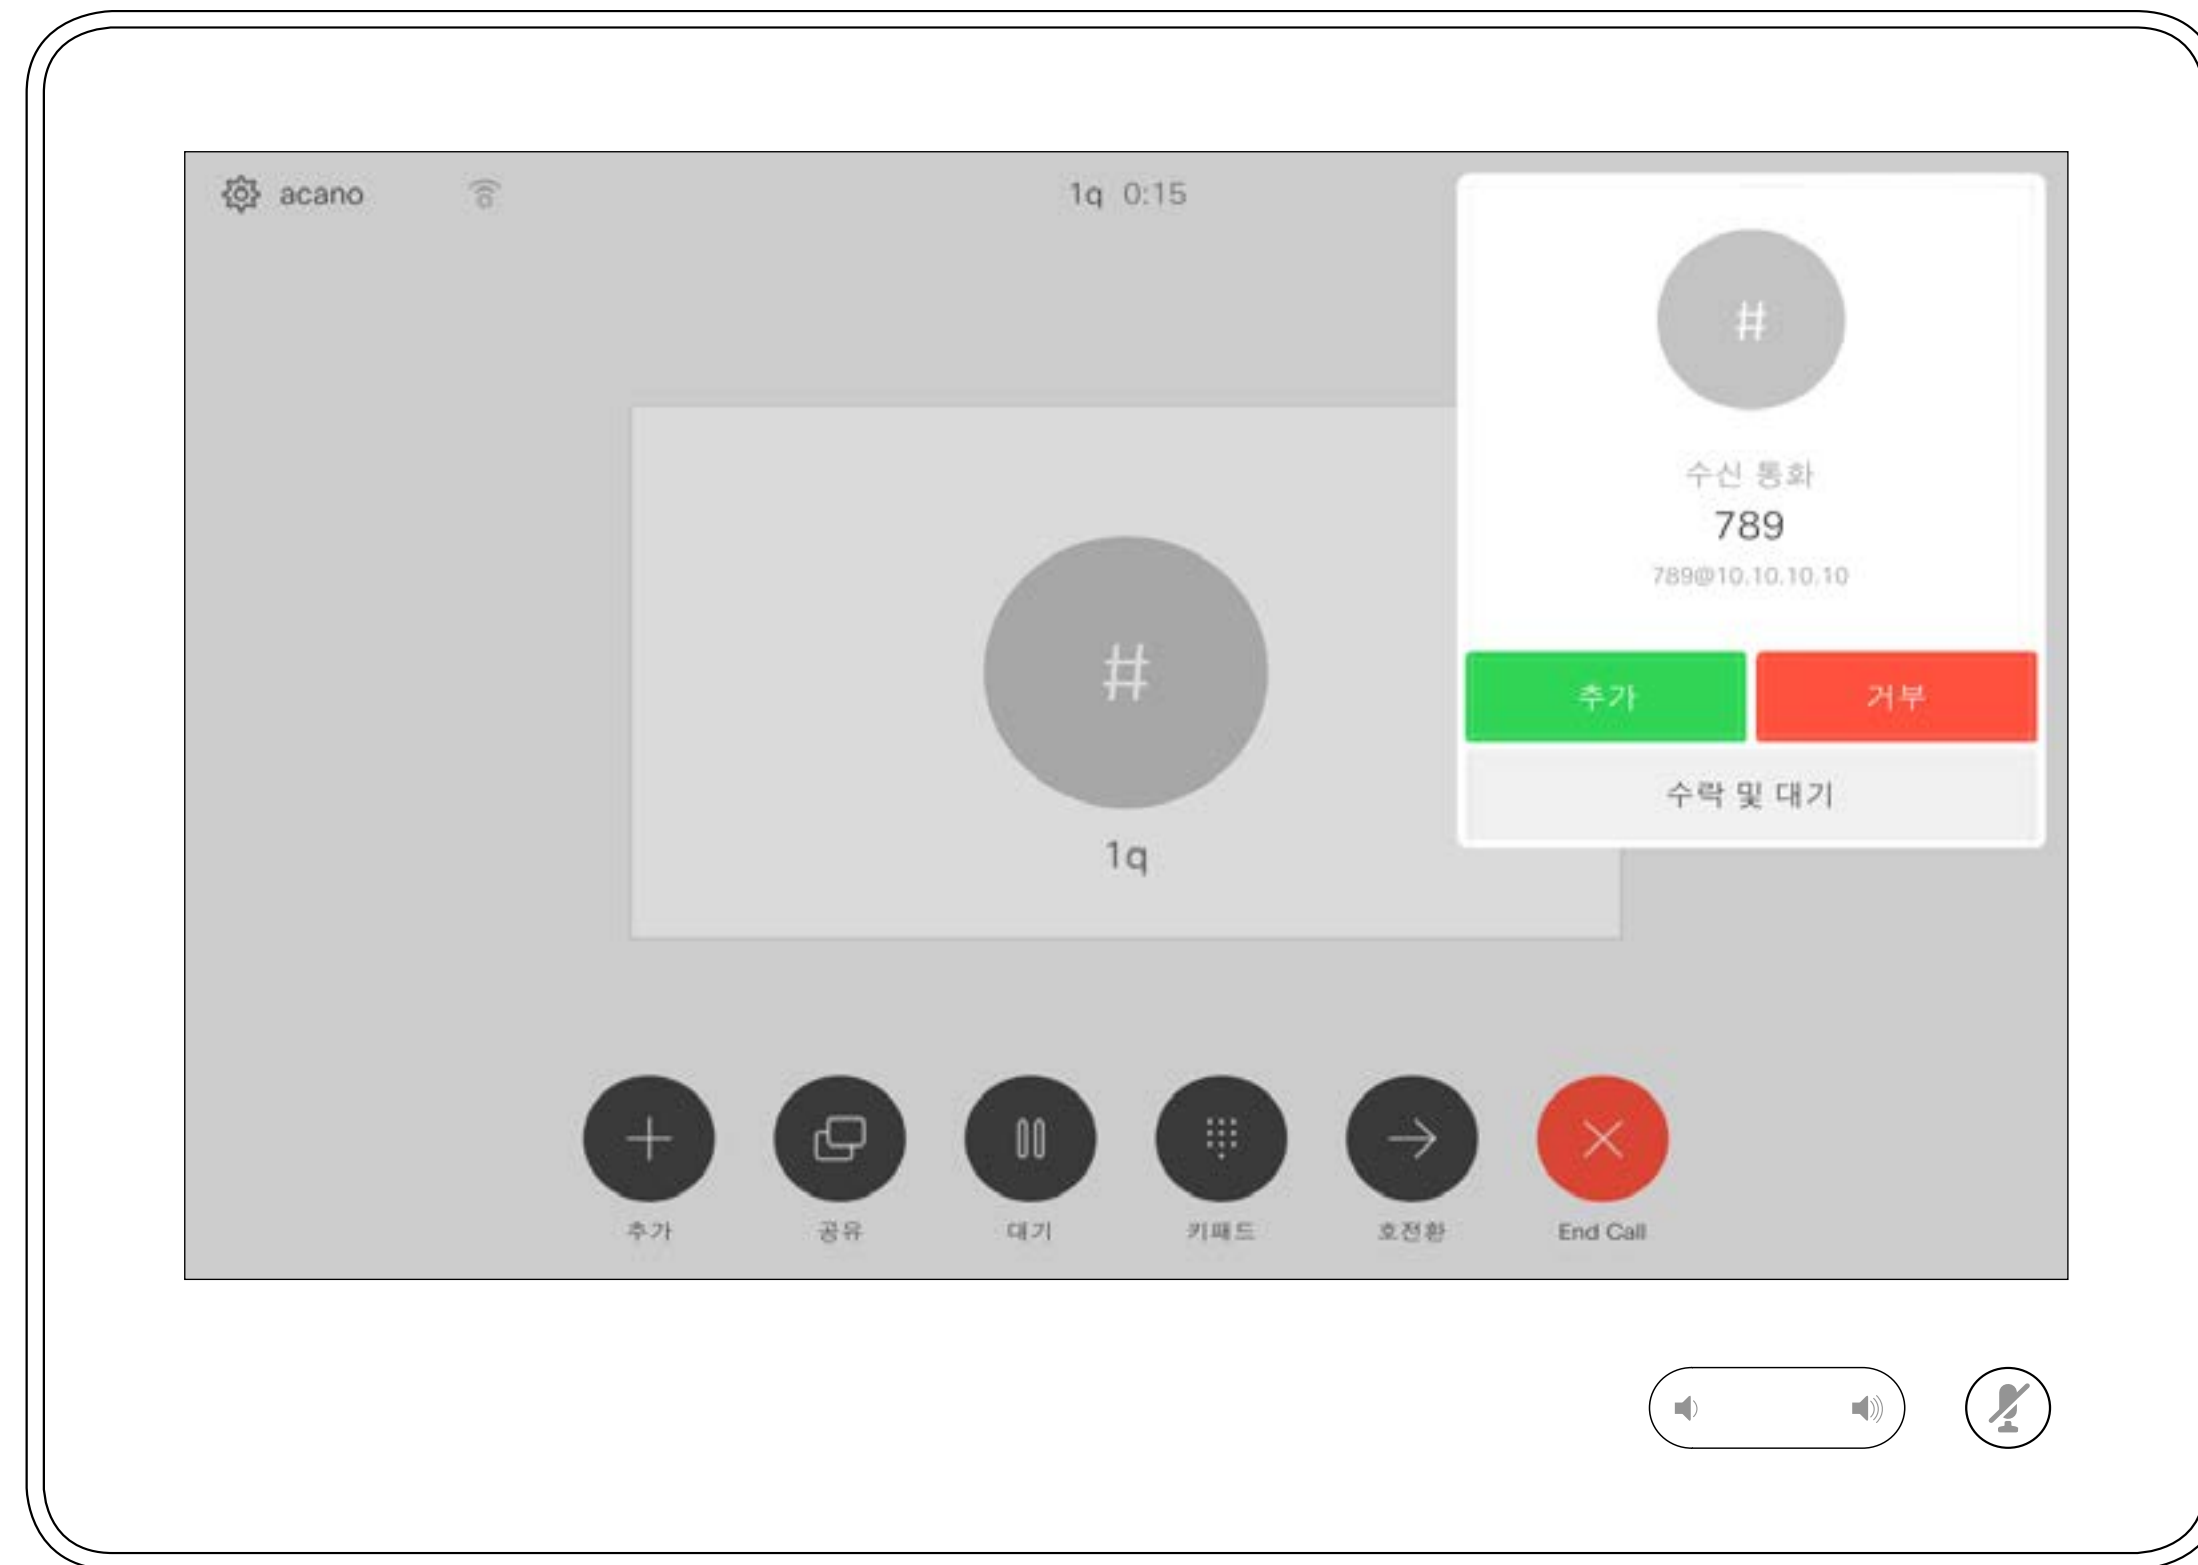 acano
1q 0:15
#
수신 통화
789
789@10.10.10.10
추가 거부
수락 및 대기
#
1q
추가 공유 대기 키패드 호전환 End Call